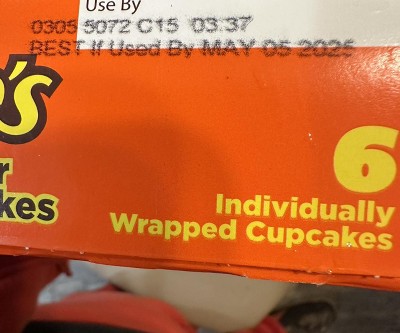 Use By
0305 5072 C15 03:37
BEST If Used By MAY 05 2025
's
r
kes
6
Individually
Wrapped Cupcakes